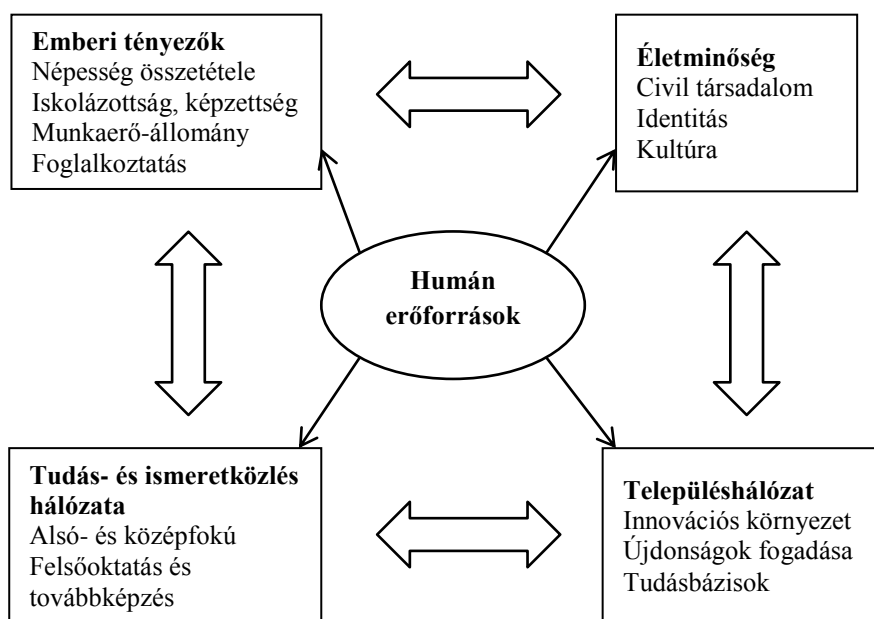 Emberi tényezők
Népesség összetétele
Iskolázottság, képzettség
Munkaerő-állomány
Foglalkoztatás
Életminőség
Civil társadalom
Identitás
Kultúra
Humán
erőforrások
Tudás- és ismeretközlés
hálózata
Alsó- és középfokú
Felsőoktatás és
továbbképzés
Településhálózat
Innovációs környezet
Újdonságok fogadása
Tudásbázisok